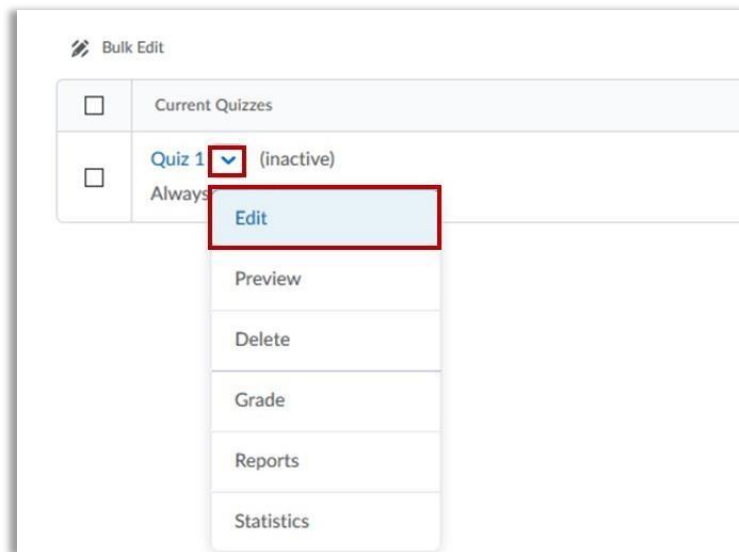 Bulk Edit
Current Quizzes
Quiz 1 (inactive)
Always
Edit
Preview
Delete
Grade
Reports
Statistics